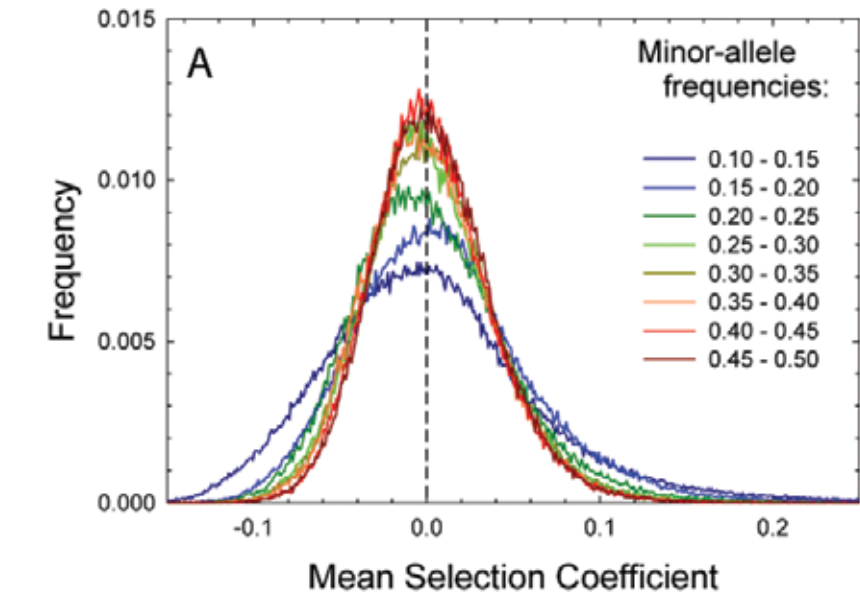 A
Minor-allele
frequencies:
0.10 - 0.15
0.15 - 0.20
0.20 - 0.25
0.25 - 0.30
0.30 - 0.35
0.35 - 0.40
0.40 - 0.45
0.45 - 0.50
Frequency
0.015
0.010
0.005
0.000
-0.1
0.0
0.1
0.2
Mean Selection Coefficient